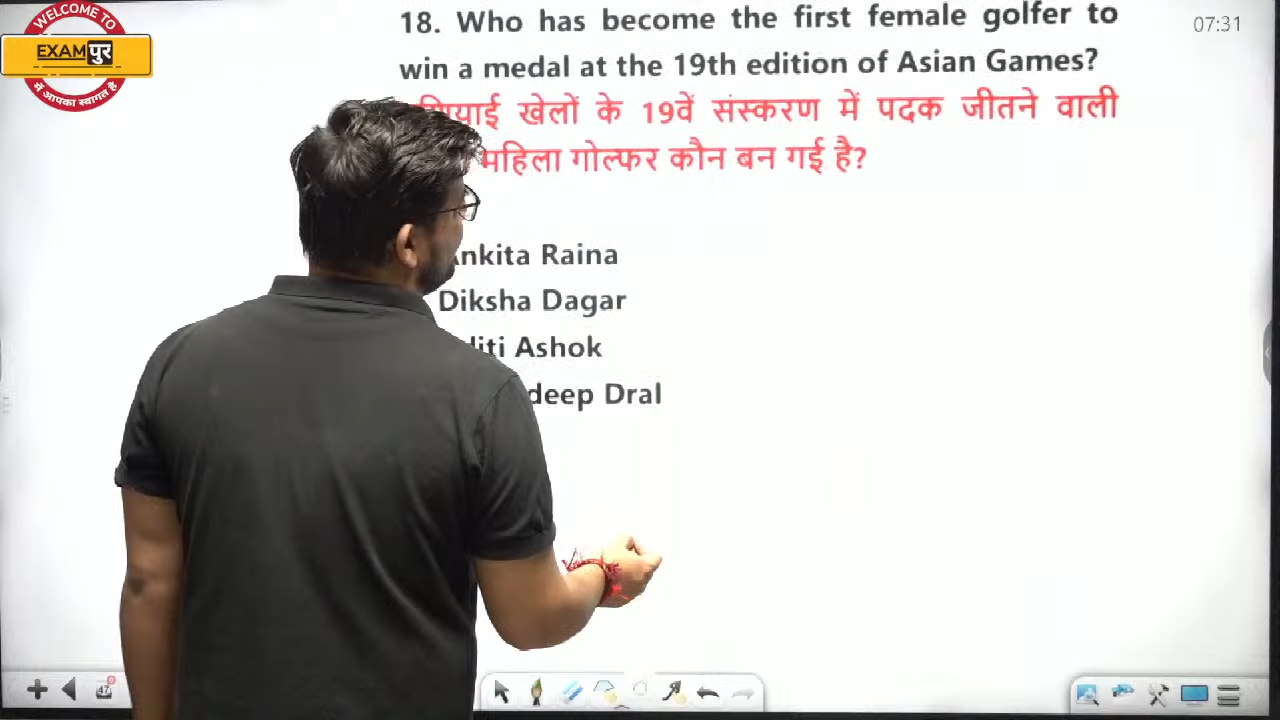 WELCOME TO
EXAMपुर
में आपका स्वागत है
07:31
18. Who has become the first female golfer to
win a medal at the 19th edition of Asian Games?
खेलों के 19वें संस्करण में पदक जीतने वाली
महिला गोल्फर कौन बन गई है?
Ankita Raina
Diksha Dagar
Aditi Ashok
Dral
47